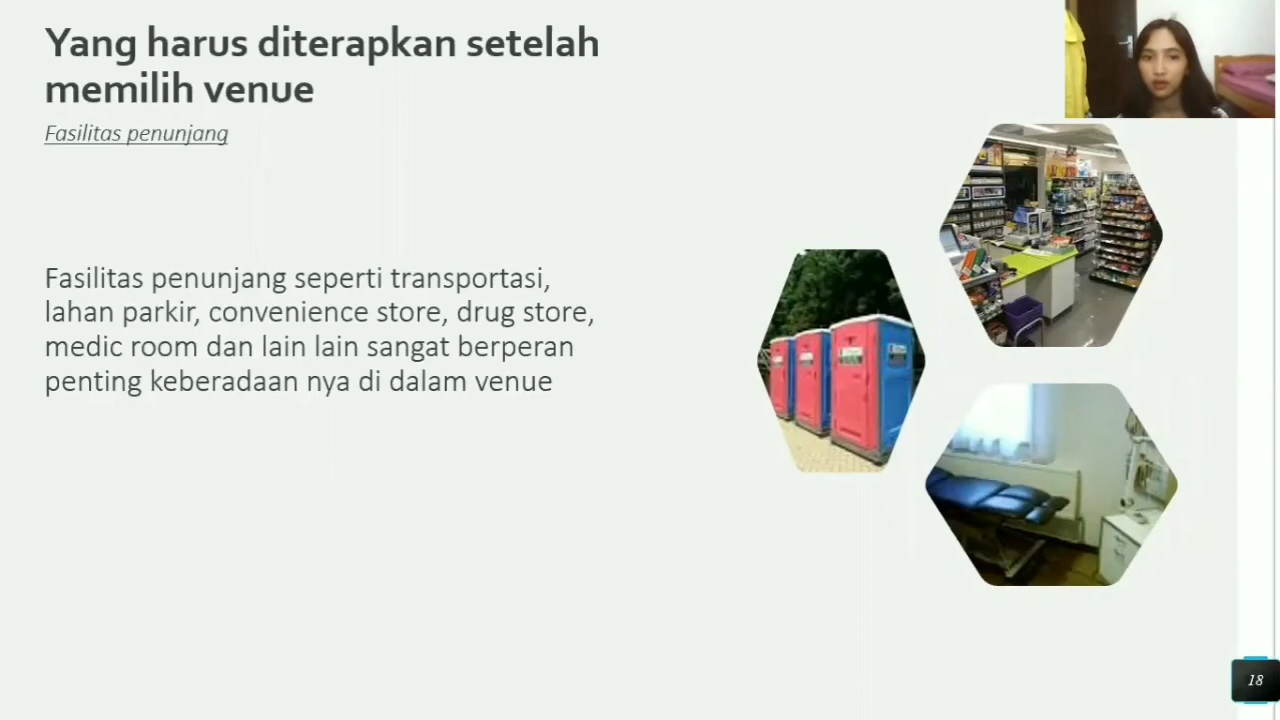 Yang harus diterapkan setelah
memilih venue
Fasilitas penunjang
Fasilitas penunjang seperti transportasi,
lahan parkir, convenience store, drug store,
medic room dan lain lain sangat berperan
penting keberadaan nya di dalam venue
18